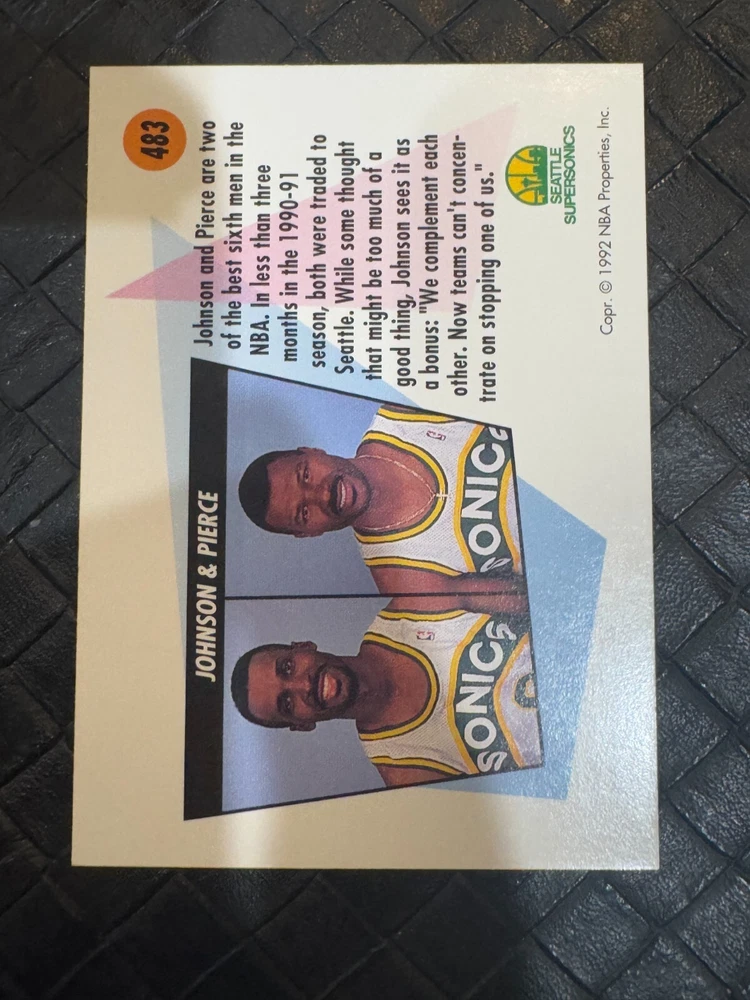 483
Johnson and Pierce are two
of the best sixth men in the
NBA. In less than three
months in the 1990-91
season, both were traded to
Seattle. While some thought
that might be too much of a
good thing, Johnson sees it as
a bonus: "We complement each
other. Now teams can't concen-
trate on stopping one of us."
JOHNSON & PIERCE
SONICS
SONICS
SEATTLE
SUPERSONICS
Copr. © 1992 NBA Properties, Inc.